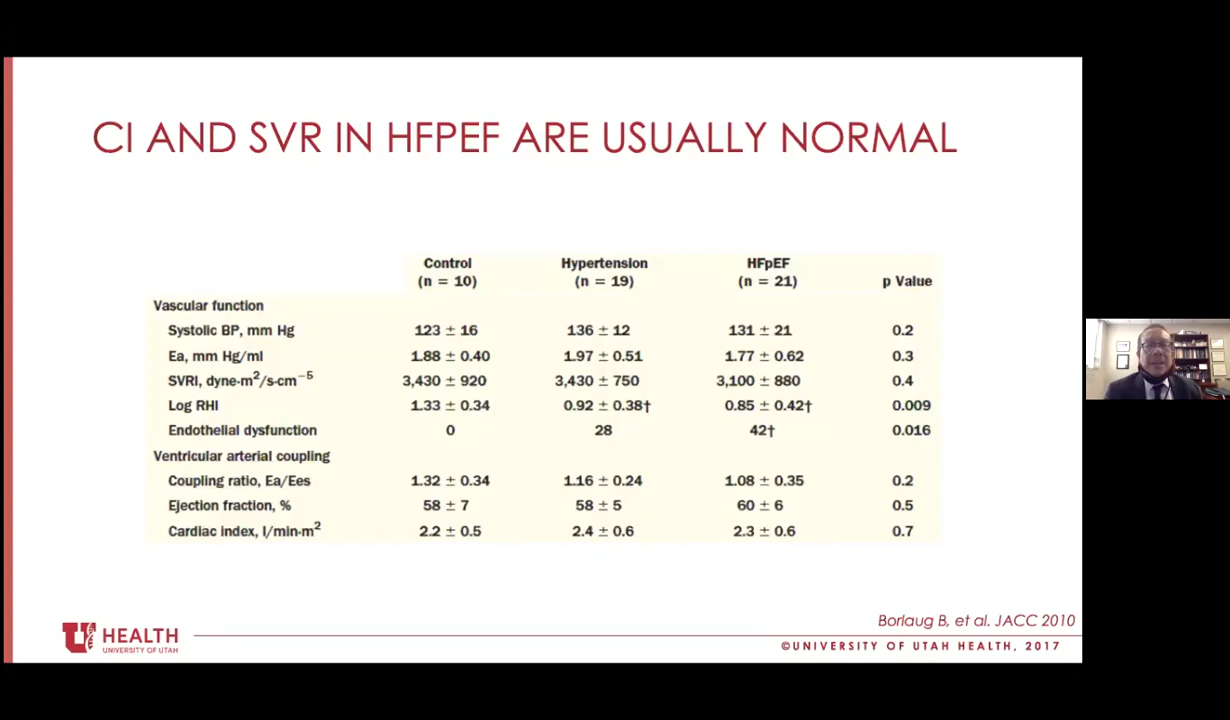 CI AND SVR IN HFPEF ARE USUALLY NORMAL
Control Hypertension HFpEF
(n = 10) (n = 19) (n = 21) p Value
Vascular function
Systolic BP, mm Hg 123 ± 16 136 ± 12 131 ± 21 0.2
Ea, mm Hg/ml 1.88 ± 0.40 1.97 ± 0.51 1.77 ± 0.62 0.3
SVRI, dyne·m²/s·cm⁻⁵ 3,430 ± 920 3,430 ± 750 3,100 ± 880 0.4
Log RHI 1.33 ± 0.34 0.92 ± 0.38† 0.85 ± 0.42† 0.009
Endothelial dysfunction 0 28 42† 0.016
Ventricular arterial coupling
Coupling ratio, Ea/Ees 1.32 ± 0.34 1.16 ± 0.24 1.08 ± 0.35 0.2
Ejection fraction, % 58 ± 7 58 ± 5 60 ± 6 0.5
Cardiac index, l/min·m² 2.2 ± 0.5 2.4 ± 0.6 2.3 ± 0.6 0.7
Borlaug B, et al. JACC 2010
U HEALTH
UNIVERSITY OF UTAH
©UNIVERSITY OF UTAH HEALTH, 2017